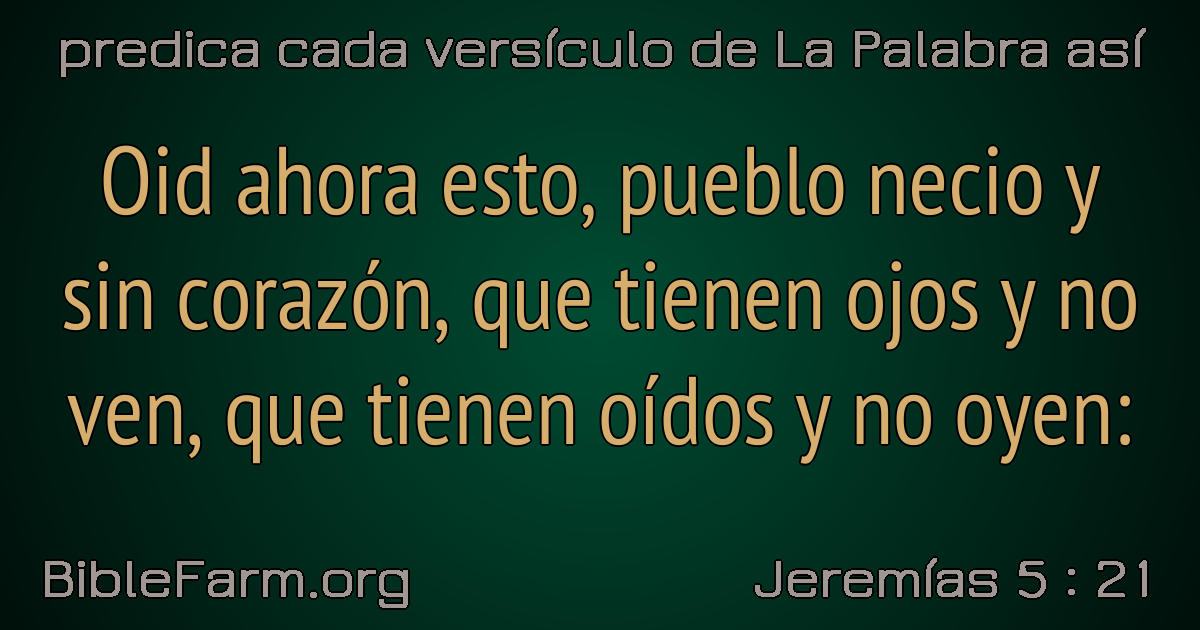 predica cada versículo de La Palabra así
Oid ahora esto, pueblo necio y
sin corazón, que tienen ojos y no
ven, que tienen oídos y no oyen:
BibleFarm.org
Jeremías 5 : 21